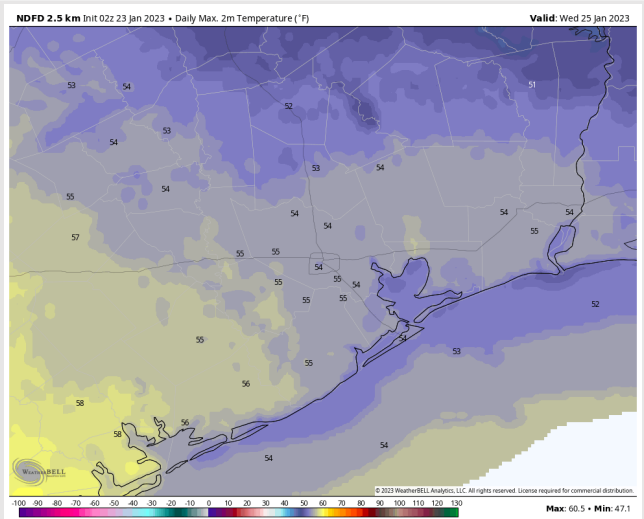 NDFD 2.5 km Init 02z 23 Jan 2023 • Daily Max. 2m Temperature (˚F)
Valid: Wed 25 Jan 2023
53 54 51
52
54 53
53 54
54
55
54 54 54
57 54 55
55 55
54
55 55 54
55 55
52
55 54
53
55
56
58
56
58
54
54
WeatherBELL
© 2023 WeatherBELL Analytics, LLC. All rights reserved. License required for commercial distribution.
-100 -90 -80 -70 -60 -50 -40 -30 -20 -10 0 10 20 30 40 50 60 70 80 90 100 110 120 130
Max: 60.5 • Min: 47.1